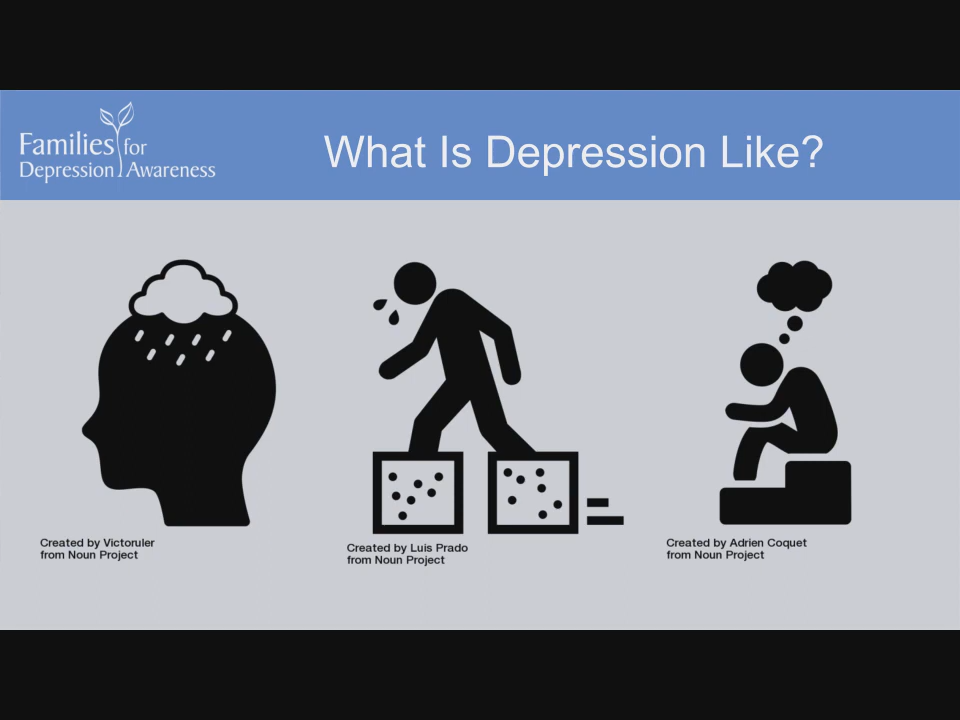 Families for
Depression Awareness
What Is Depression Like?
Created by Victoruler
from Noun Project
Created by Luis Prado
from Noun Project
Created by Adrien Coquet
from Noun Project